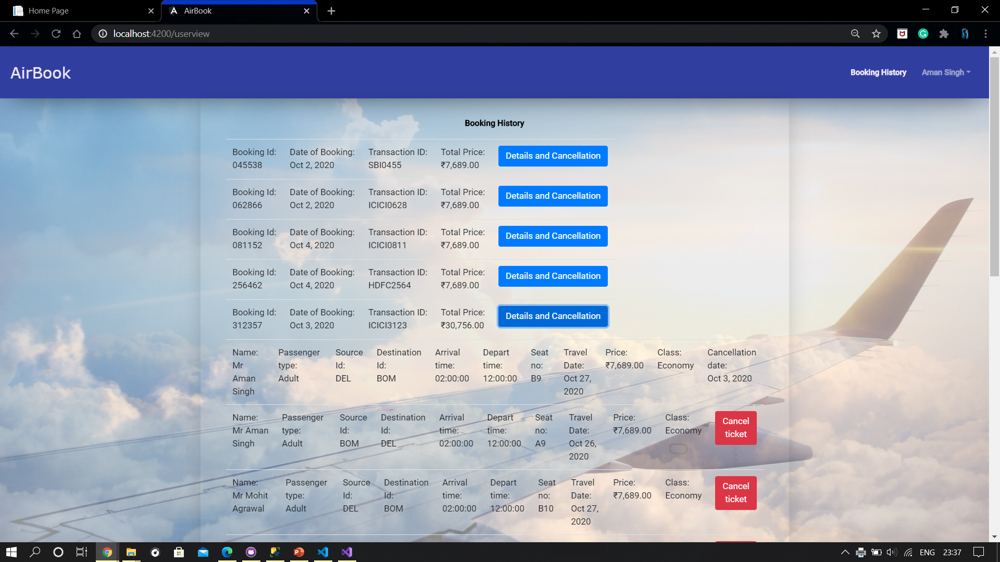 Home Page
AirBook
localhost:4200/userview
AirBook
Booking History
Aman Singh
Booking History
Booking Id: Date of Booking: Transaction ID: Total Price: Details and Cancellation
045538 Oct 2, 2020 SBI0455 ₹7,689.00
Booking Id: Date of Booking: Transaction ID: Total Price: Details and Cancellation
062866 Oct 2, 2020 ICICI0628 ₹7,689.00
Booking Id: Date of Booking: Transaction ID: Total Price: Details and Cancellation
081152 Oct 4, 2020 ICICI0811 ₹7,689.00
Booking Id: Date of Booking: Transaction ID: Total Price: Details and Cancellation
256462 Oct 4, 2020 HDFC2564 ₹7,689.00
Booking Id: Date of Booking: Transaction ID: Total Price: Details and Cancellation
312357 Oct 3, 2020 ICICI3123 ₹30,756.00
Name: Passenger Source Destination Arrival Depart Seat Travel Price: Class: Cancellation
Mr type: Id: Id: time: time: no: Date: ₹7,689.00 Economy date:
Aman Adult DEL BOM 02:00:00 12:00:00 B9 Oct 27, Oct 3, 2020
Singh 2020
Name: Passenger Source Destination Arrival Depart Seat Travel Price: Class: Cancel
Mr Aman type: Id: Id: time: time: no: Date: ₹7,689.00 Economy ticket
Singh Adult BOM DEL 02:00:00 12:00:00 A9 Oct 26,
2020
Name: Passenger Source Destination Arrival Depart Seat Travel Price: Class: Cancel
Mr Mohit type: Id: Id: time: time: no: Date: ₹7,689.00 Economy ticket
Agrawal Adult DEL BOM 02:00:00 12:00:00 B10 Oct 27,
2020
ENG 23:37